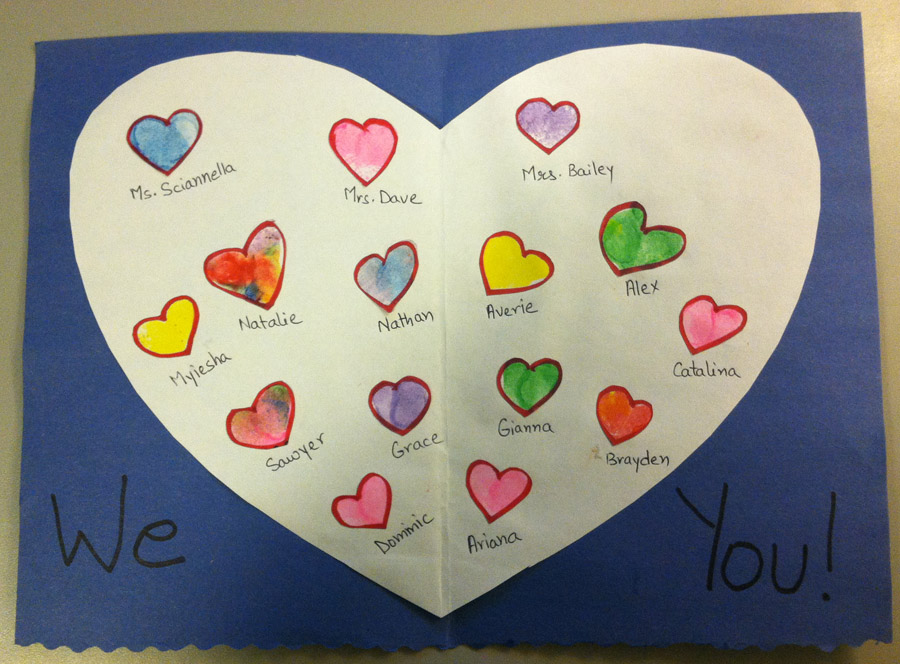 Ms. Sciannella
Mrs. Dave
Mrs. Bailey
Natalie
Nathan
Averie
Alex
Myiesha
Catalina
Sawyer
Grace
Gianna
Brayden
Dominic
Ariana
We
You!